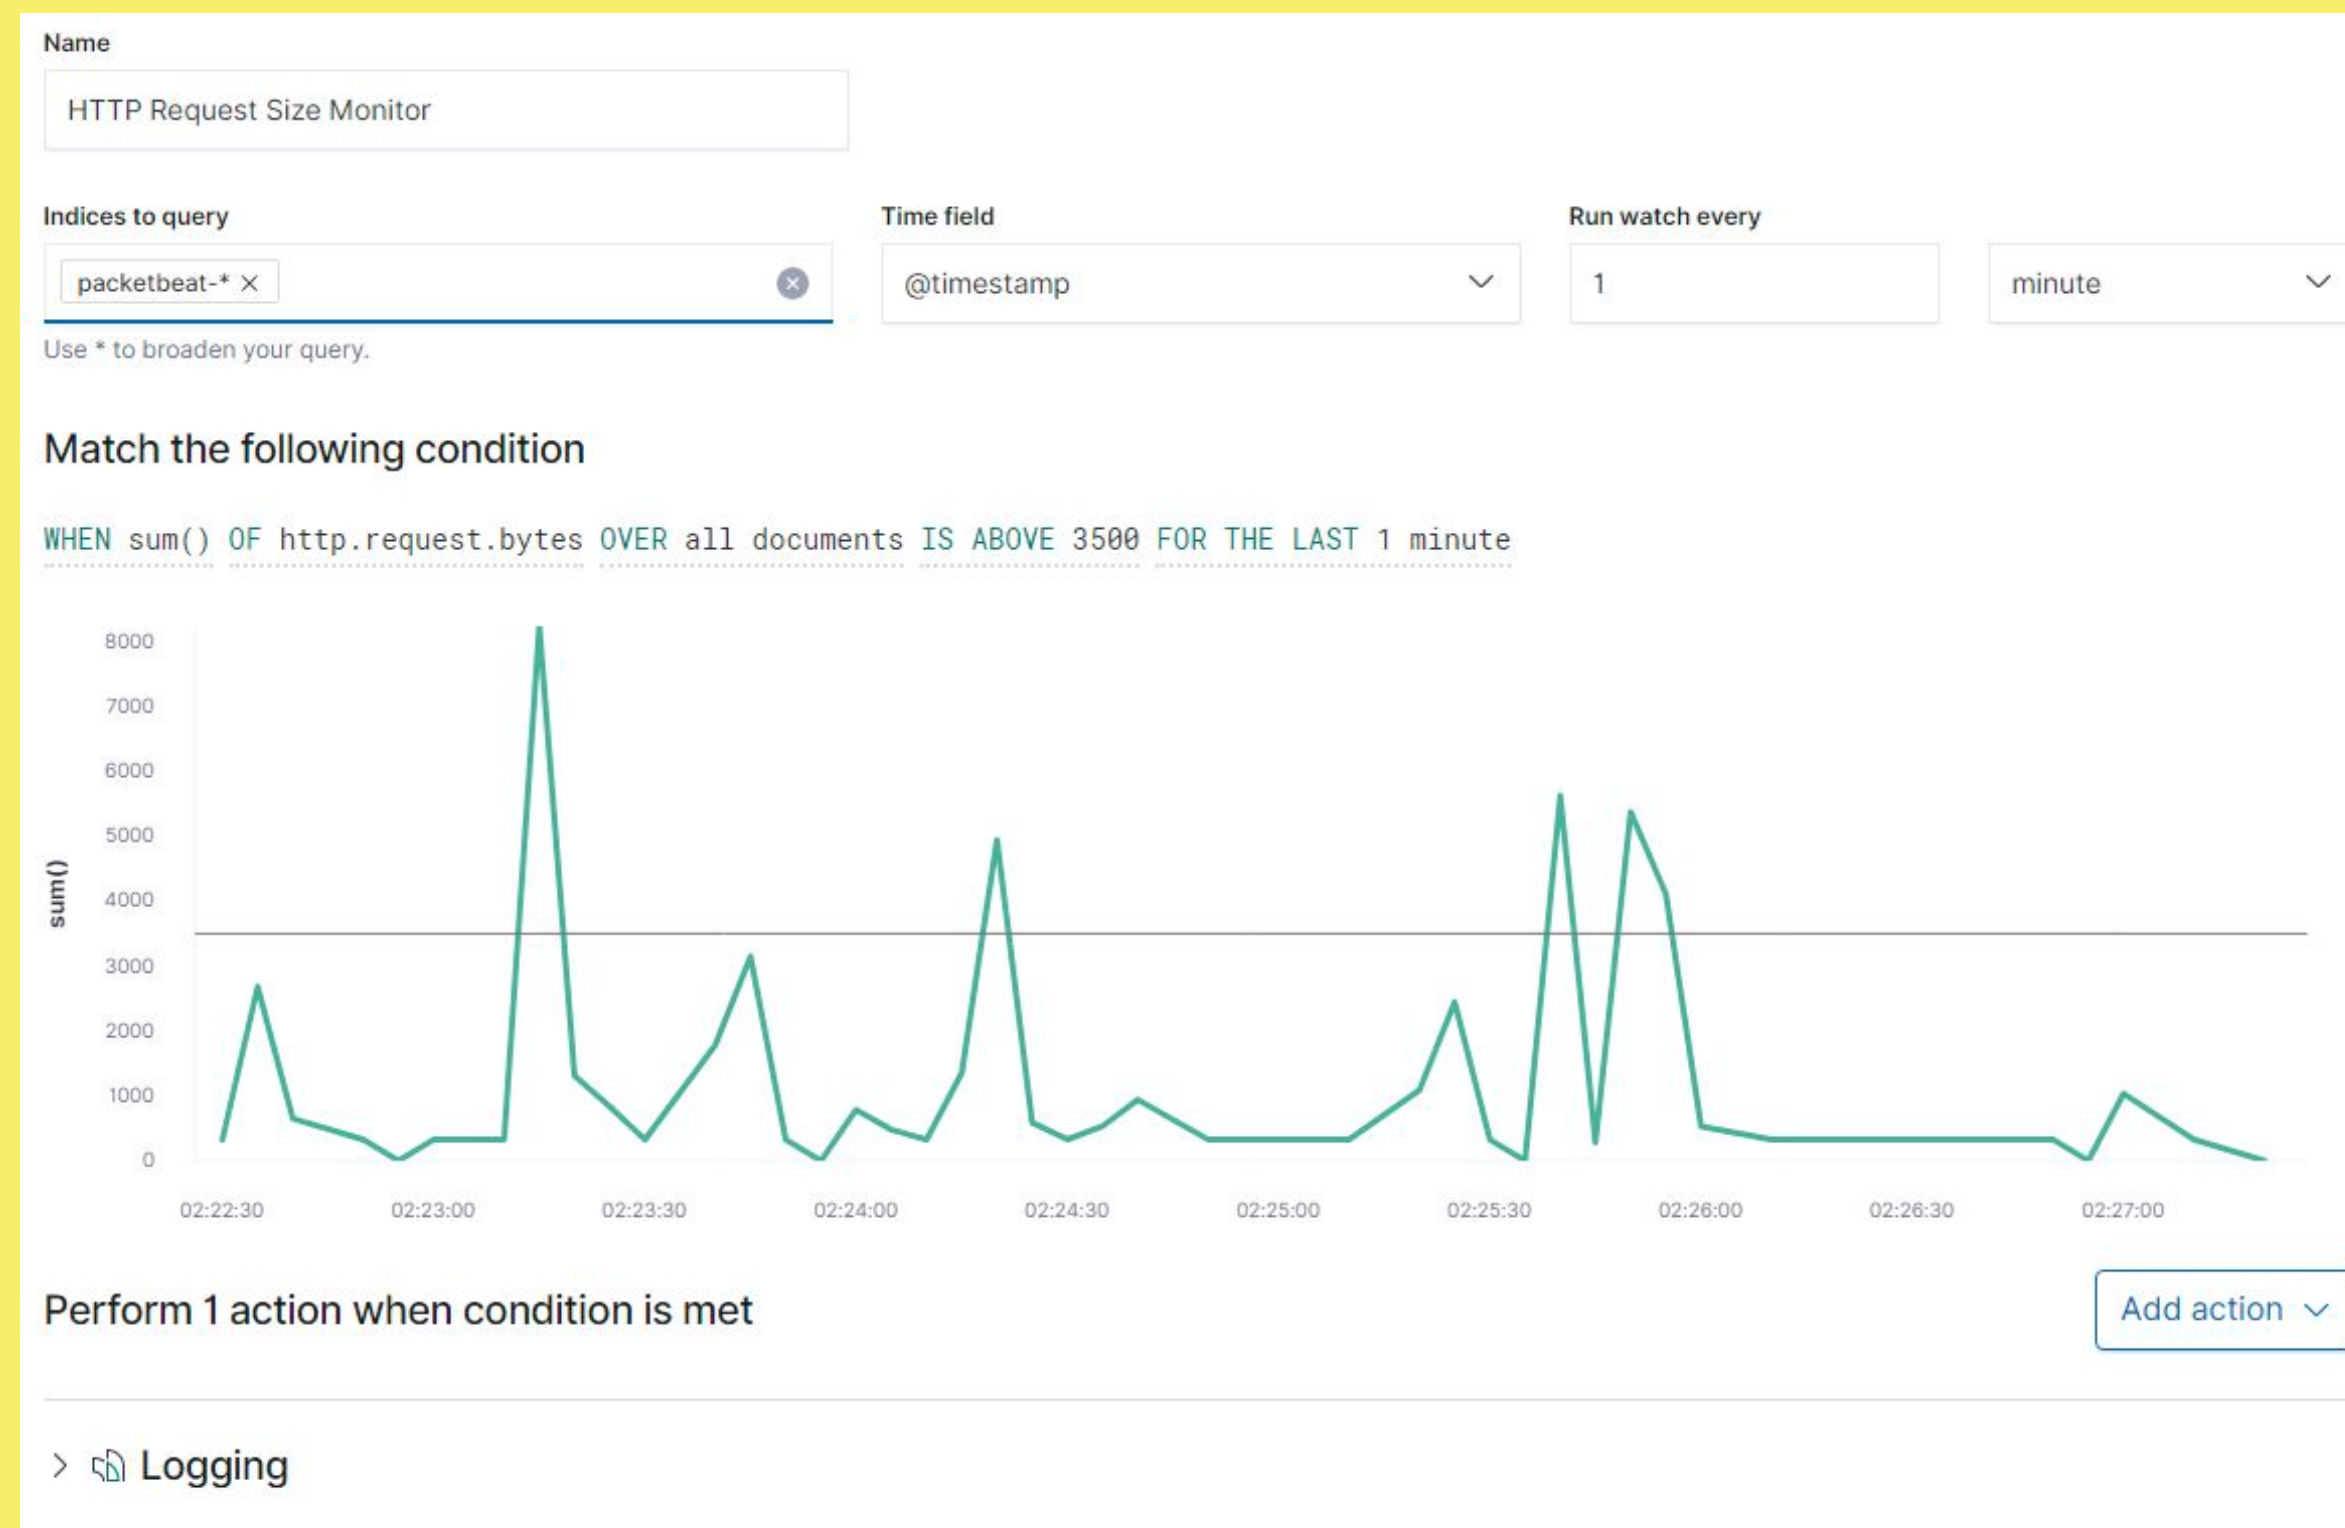 Name
HTTP Request Size Monitor
Indices to query Time field Run watch every
packetbeat-* @timestamp 1 minute
Use * to broaden your query.
Match the following condition
WHEN sum() OF http.request.bytes OVER all documents IS ABOVE 3500 FOR THE LAST 1 minute
8000
7000
6000
5000
4000
3000
2000
1000
0
sum()
02:22:30 02:23:00 02:23:30 02:24:00 02:24:30 02:25:00 02:25:30 02:26:00 02:26:30 02:27:00
Perform 1 action when condition is met Add action
Logging